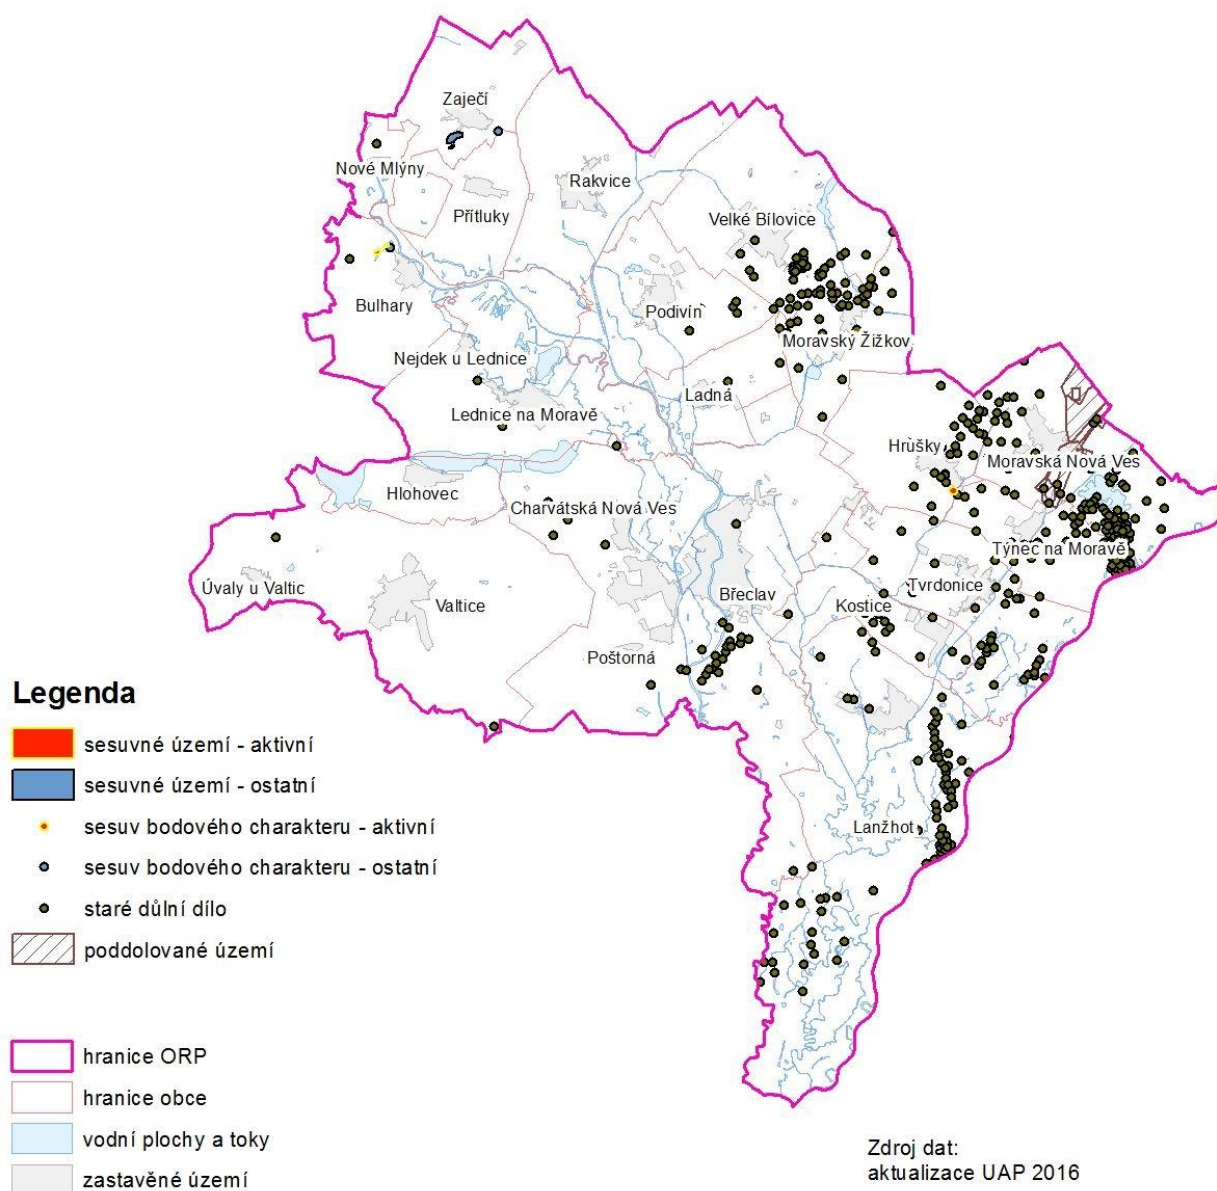 Zaječí
Nové Mlýny
Rakvice
Přítluky
Velké Bílovice
Bulhary
Podivín
Moravský Žižkov
Nejdek u Lednice
Ladná
Lednice na Moravě
Hrùšky
Moravská Nová Ves
Hlohovec
Charvátská Nová Ves
Týnec na Moravě
Úvaly u Valtic
Valtice
Břeclav
Kostice
Tvrdonice
Poštorná
Lanžhot
Legenda
sesuvné území - aktivní
sesuvné území - ostatní
sesuv bodového charakteru - aktivní
sesuv bodového charakteru - ostatní
staré důlní dílo
poddolované území
hranice ORP
hranice obce
vodní plochy a toky
zastavěné území
Zdroj dat:
aktualizace UAP 2016